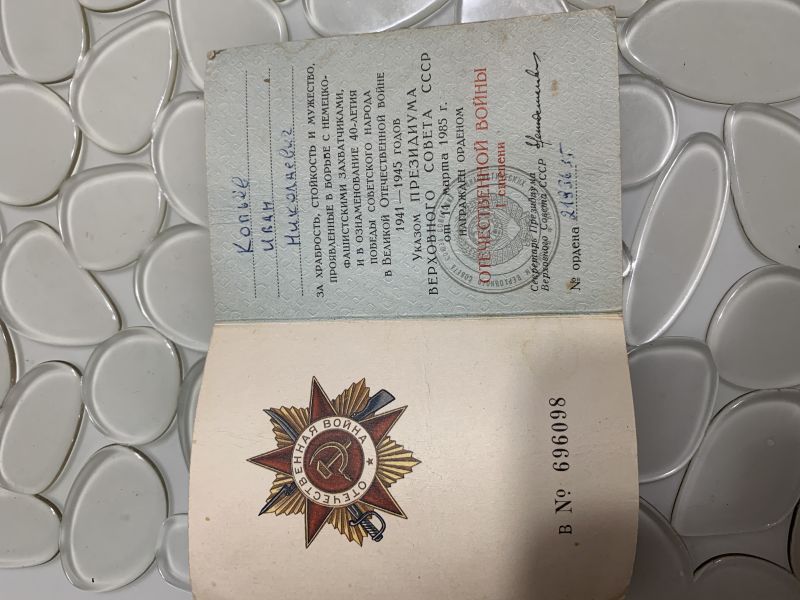 ОТЕЧЕСТВЕННАЯ ВОЙНА
В № 696098
Иван
Николаевич
ЗА ХРАБРОСТЬ, СТОЙКОСТЬ И МУЖЕСТВО,
ПРОЯВЛЕННЫЕ В БОРЬБЕ С НЕМЕЦКО-
ФАШИСТСКИМИ ЗАХВАТЧИКАМИ,
И В ОЗНАМЕНОВАНИЕ 40-ЛЕТИЯ
ПОБЕДЫ СОВЕТСКОГО НАРОДА
В ВЕЛИКОЙ ОТЕЧЕСТВЕННОЙ ВОЙНЕ
1941—1945 ГОДОВ
УКАЗОМ ПРЕЗИДИУМА
ВЕРХОВНОГО СОВЕТА СССР
от 11 марта 1985 г.
НАГРАЖДЕН ОРДЕНОМ
ОТЕЧЕСТВЕННОЙ ВОЙНЫ
степени
Секретарь Президиума
Верховного Совета СССР
№ ордена